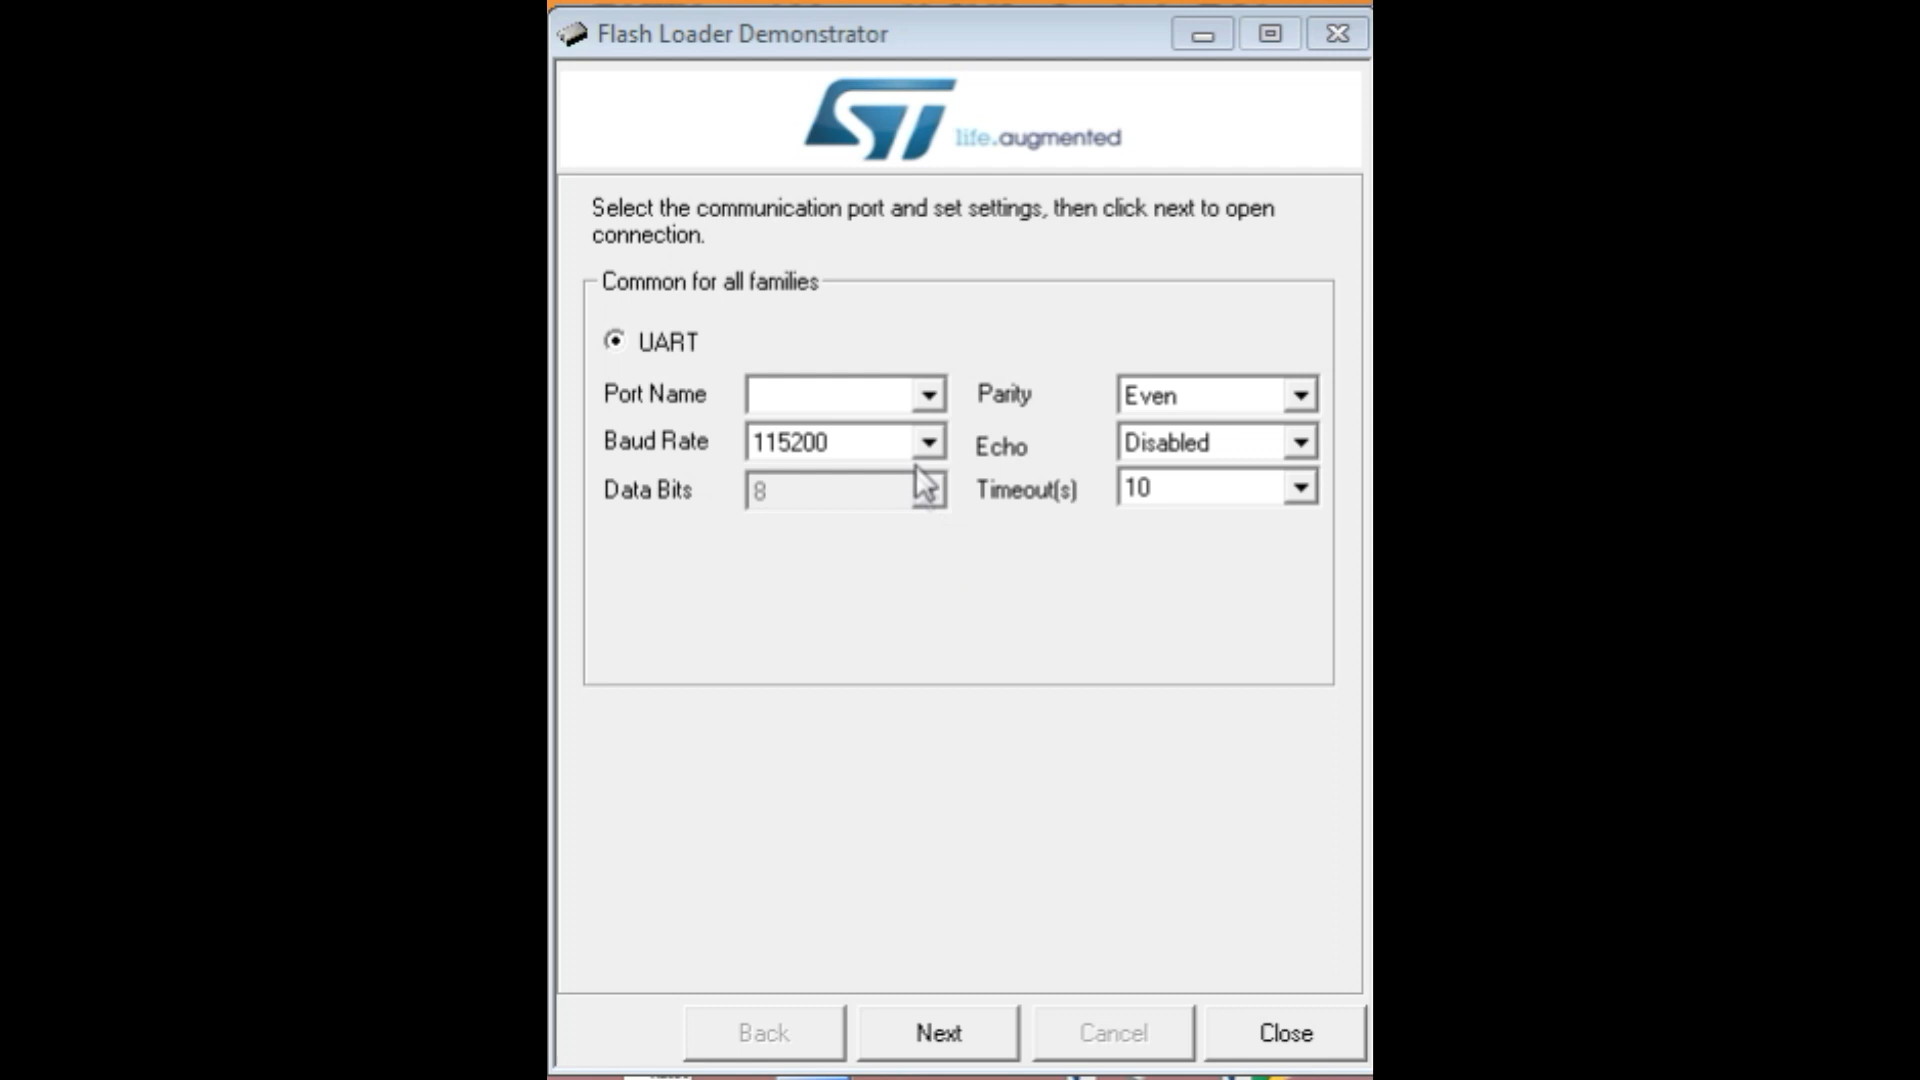 Flash Loader Demonstrator
ST life.augmented
Select the communication port and set settings, then click next to open
connection.
Common for all families
UART
Port Name
Parity Even
Baud Rate 115200 Echo Disabled
Data Bits 8 Timeout(s) 10
Back Next Cancel Close